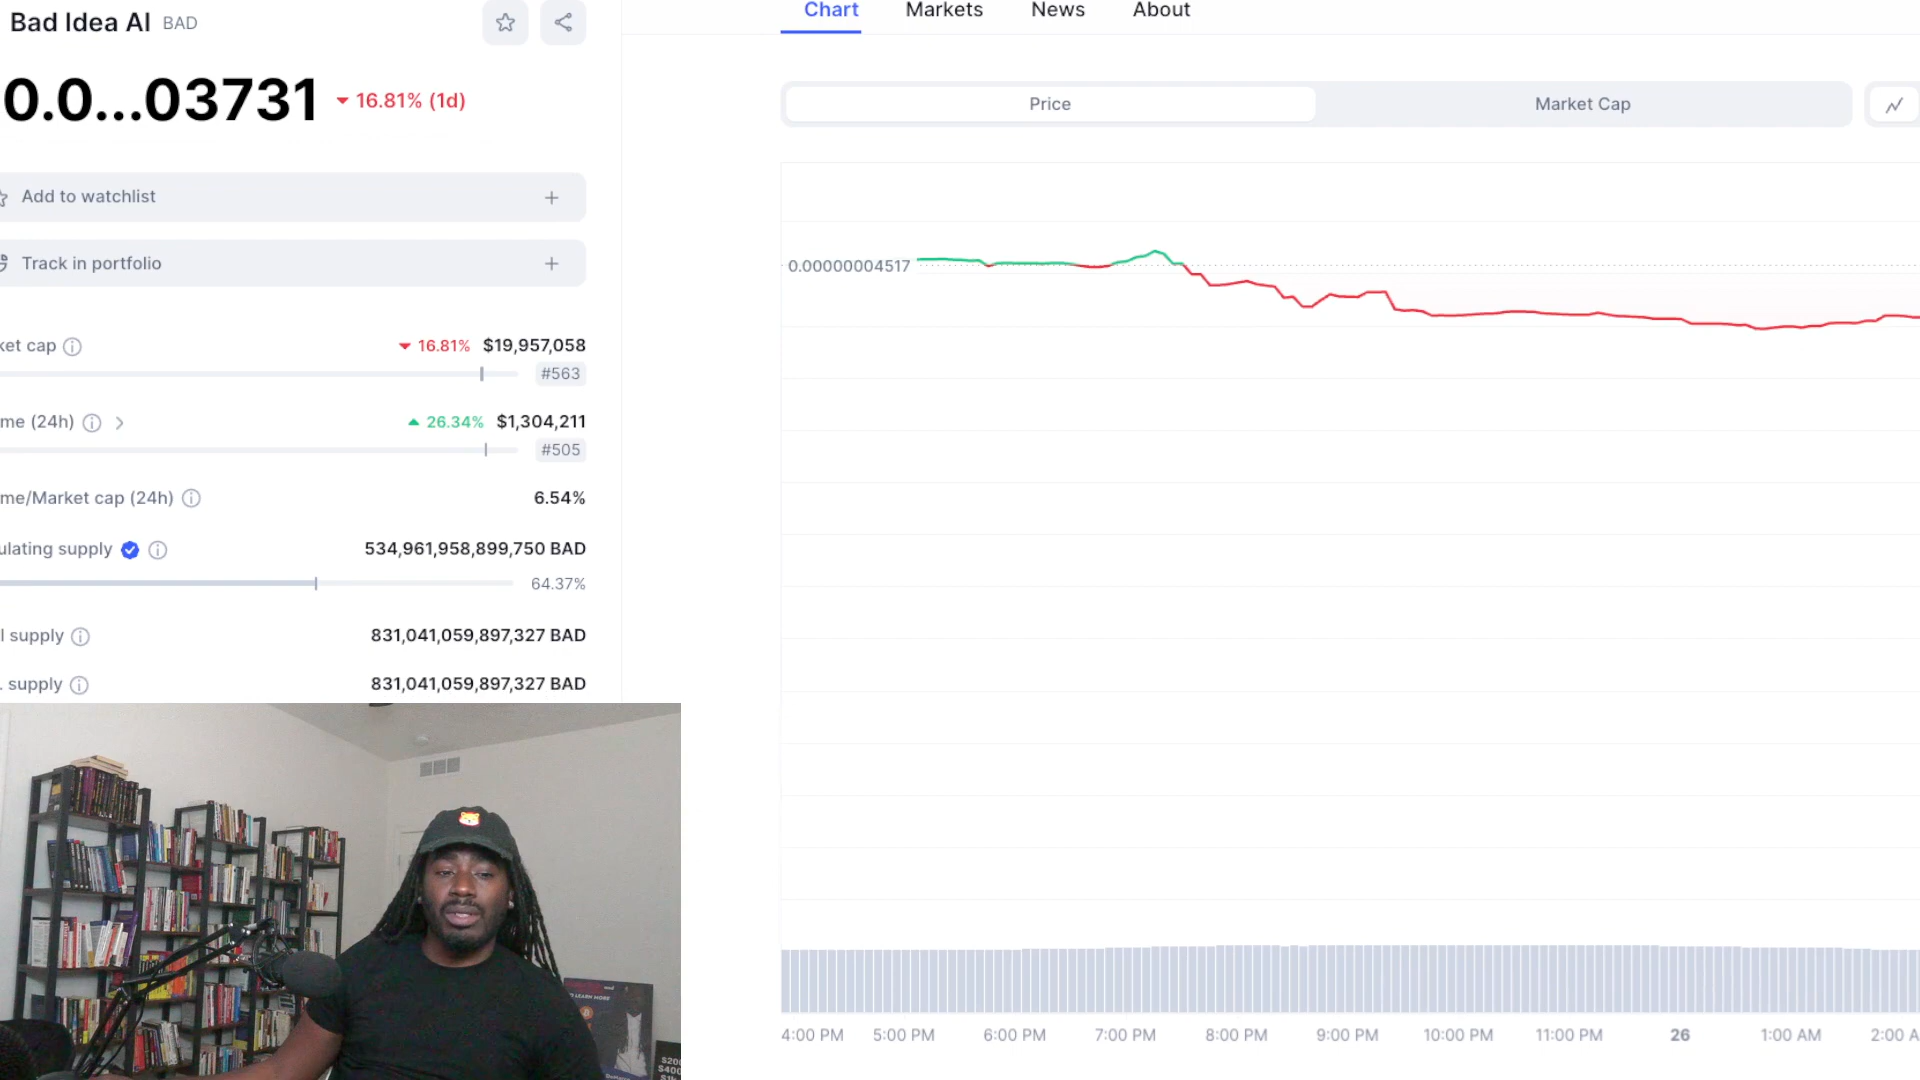 Bad Idea AI BAD
Chart Markets News About
0.0...03731 16.81% (1d)
Price Market Cap
Add to watchlist
Track in portfolio
0.00000004517
ket cap 16.81% $19,957,058
#563
me (24h) 26.34% $1,304,211
#505
me/Market cap (24h) 6.54%
ulating supply 534,961,958,899,750 BAD
64.37%
l supply 831,041,059,897,327 BAD
. supply 831,041,059,897,327 BAD
LEARN MORE
$200
$400
4:00 PM 5:00 PM 6:00 PM 7:00 PM 8:00 PM 9:00 PM 10:00 PM 11:00 PM 26 1:00 AM 2:00 A